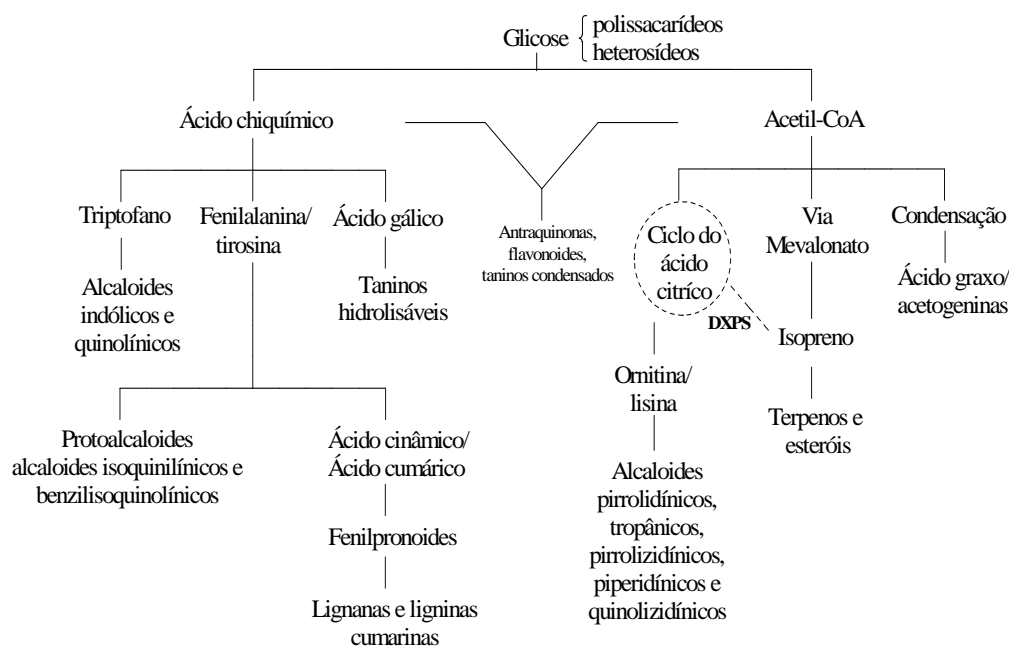 Glicose
polissacarídeos
heterosídeos
Ácido chiquímico
Acetil-CoA
Triptofano
Fenilalanina/
tirosina
Ácido gálico
Antraquinonas,
flavonoides,
taninos condensados
Ciclo do
ácido
citríco
Via
Mevalonato
Condensação
Alcaloides
indólicos e
quinolínicos
Taninos
hidrolisáveis
DXPS
Isopreno
Ácido graxo/
acetogeninas
Ornitina/
lisina
Terpenos e
esteróis
Protoalcaloides
alcaloides isoquinilínicos e
benzilisoquinolínicos
Ácido cinâmico/
Ácido cumárico
Alcaloides
pirrolidínicos,
tropânicos,
pirrolizidínicos,
piperidínicos e
quinolizidínicos
Fenilpronoides
Lignanas e ligninas
cumarinas